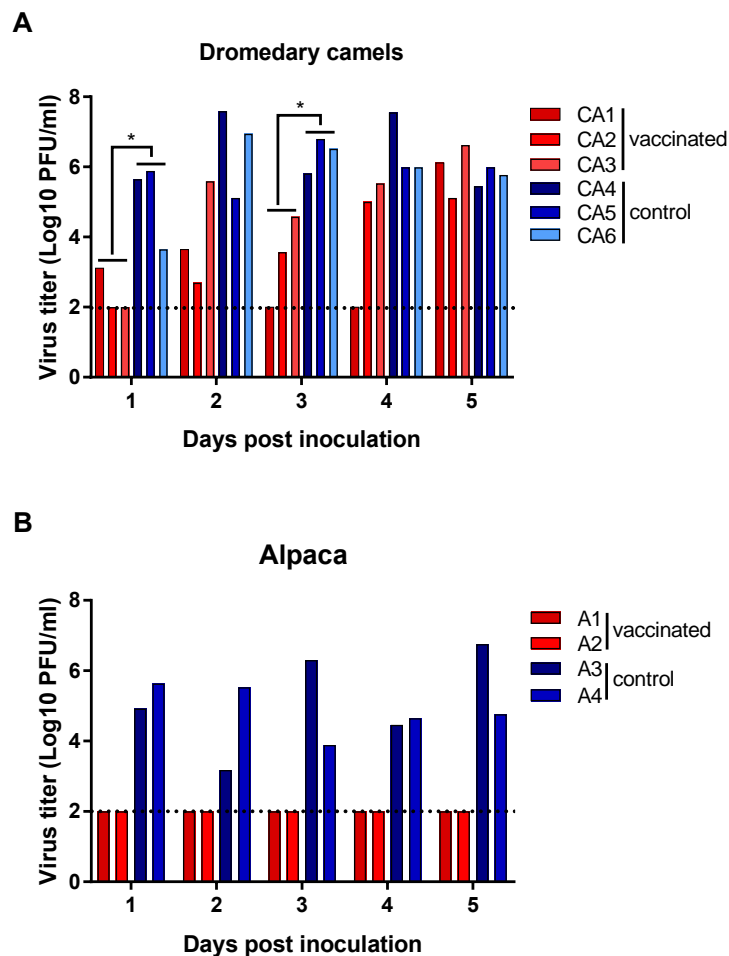 A
Dromedary camels
Virus titer (Log10 PFU/ml)
8
6
4
2
0
*
*
1 2 3 4 5
Days post inoculation
CA1
CA2
CA3
vaccinated
CA4
CA5
CA6
control
B
Alpaca
Virus titer (Log10 PFU/ml)
8
6
4
2
0
1 2 3 4 5
Days post inoculation
A1
A2
vaccinated
A3
A4
control